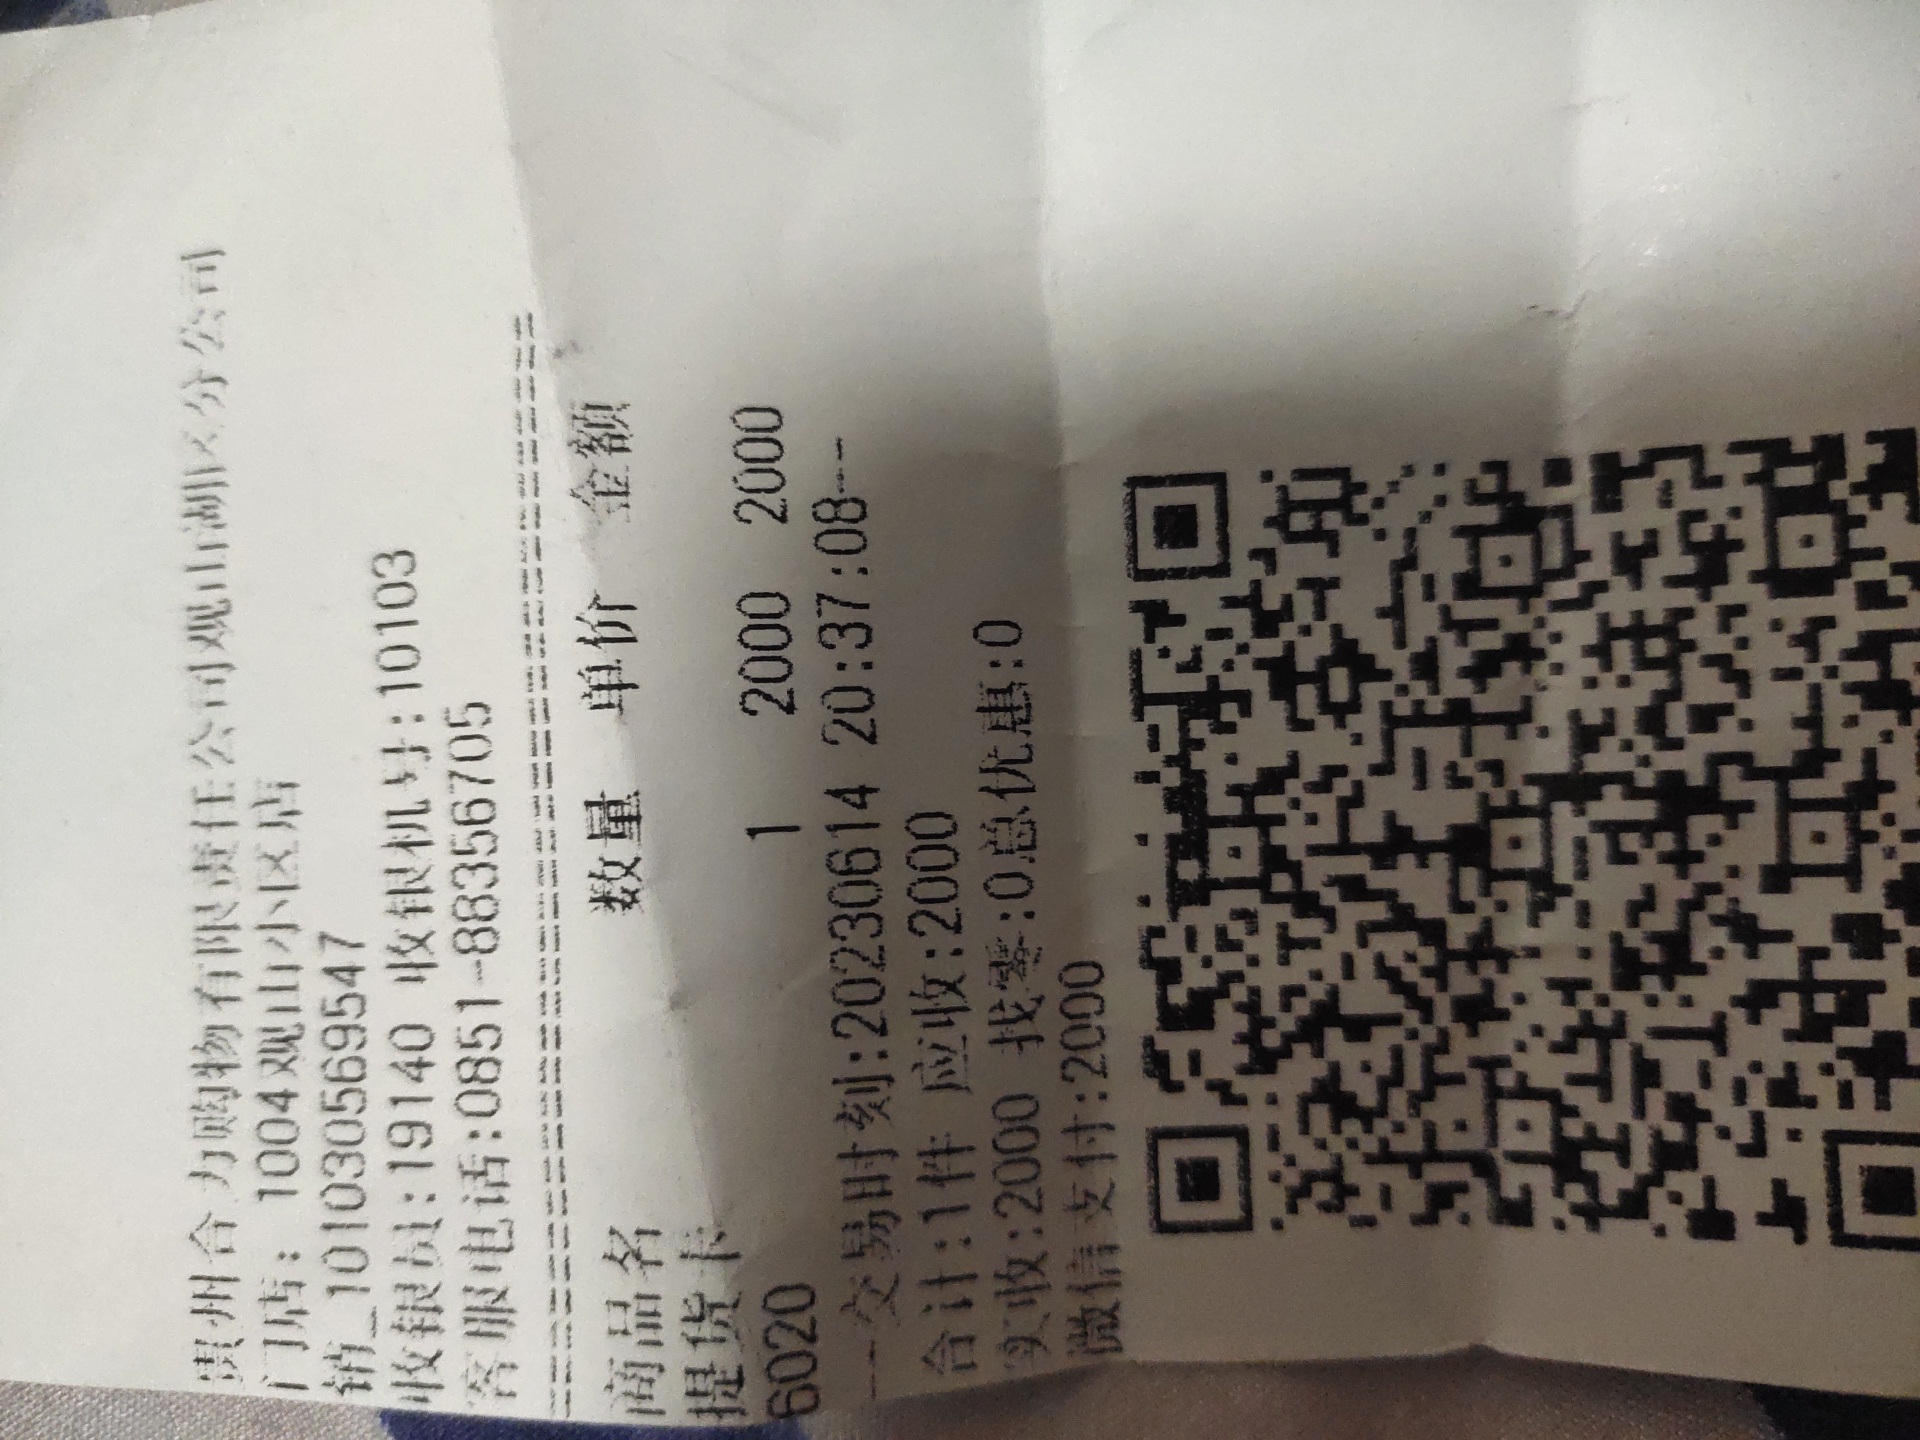 贵州合力购物有限责任公司观山湖区分公司
门店: 1004观山小区店
销_1010305695​47
收银员:19140 收银机号:10103
客服电话:0851-88356705
商品名 数量 单价 金额
提货卡
6020 1 2000 2000
--交易时刻:20230614 20:37:08--
合计:1件 应收:2000
实收:2000 找零:0总优惠:0
微信支付:2000